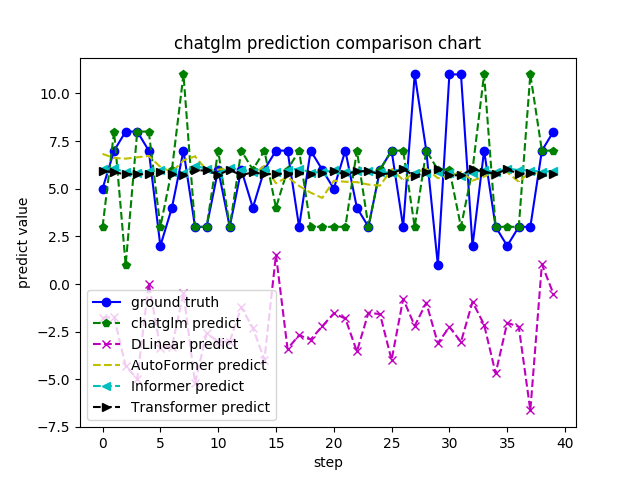 chatglm prediction comparison chart
predict value
10.0
7.5
5.0
2.5
0.0
−2.5
−5.0
−7.5
ground truth
chatglm predict
DLinear predict
AutoFormer predict
Informer predict
Transformer predict
0 5 10 15 20 25 30 35 40
step